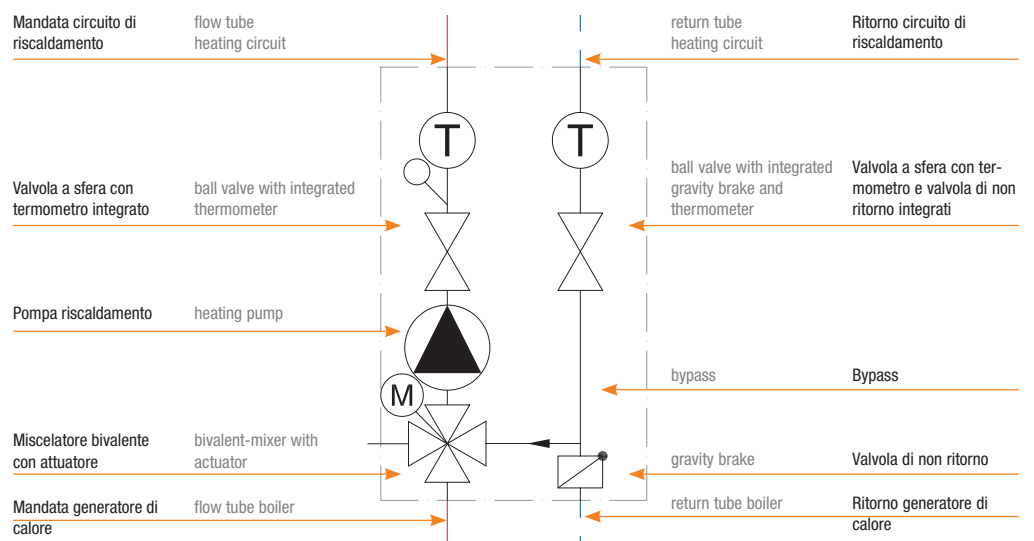 Mandata circuito di
riscaldamento
flow tube
heating circuit
return tube
heating circuit
Ritorno circuito di
riscaldamento
T
T
Valvola a sfera con
termometro integrato
ball valve with integrated
thermometer
ball valve with integrated
gravity brake and
thermometer
Valvola a sfera con ter-
mometro e valvola di non
ritorno integrati
Pompa riscaldamento
heating pump
bypass
Bypass
M
Miscelatore bivalente
con attuatore
bivalent-mixer with
actuator
gravity brake
Valvola di non ritorno
Mandata generatore di
calore
flow tube boiler
return tube boiler
Ritorno generatore di
calore